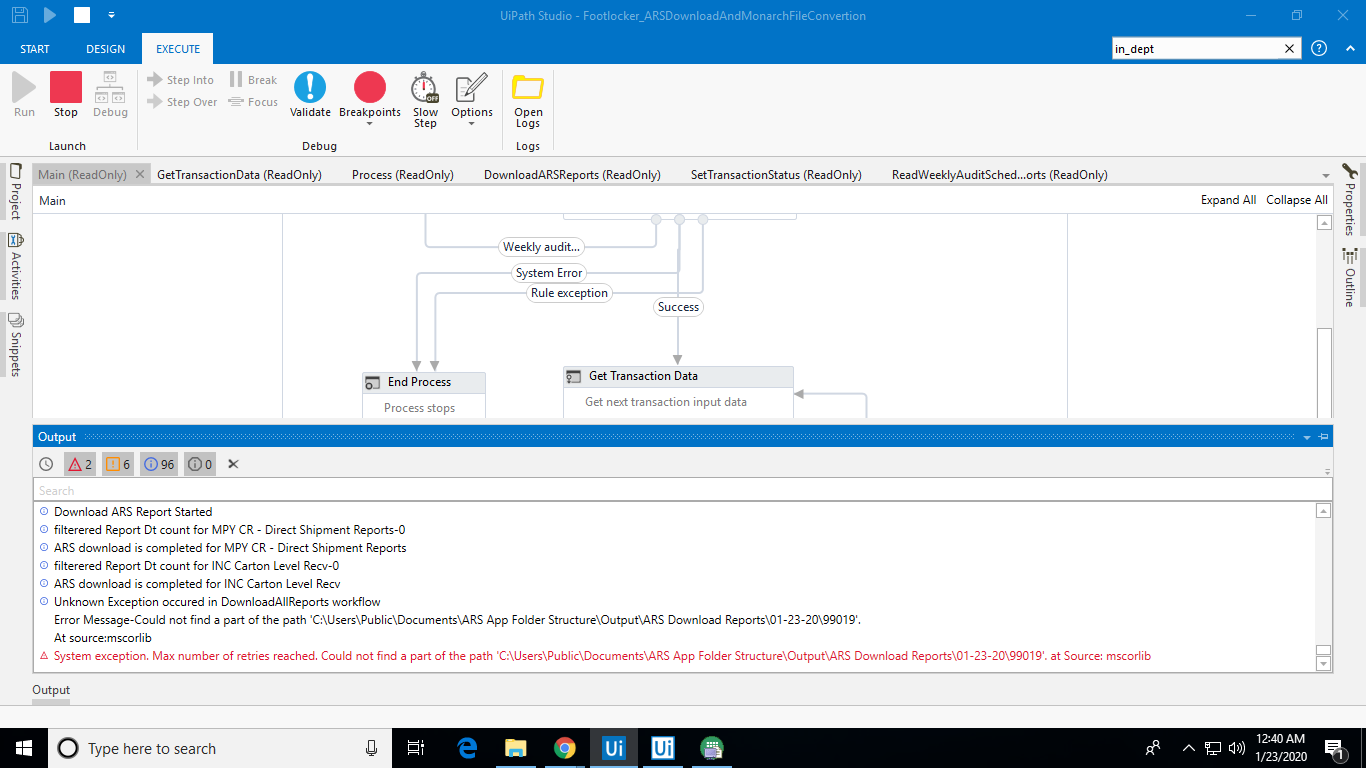 UiPath Studio - Footlocker_ARSDownloadAndMonarchFileConvertion
START DESIGN EXECUTE in_dept
Run Stop Debug Step Into Step Over Break Focus Validate Breakpoints Slow Step Options Open Logs
OFF
Launch Debug Logs
Main (ReadOnly) GetTransactionData (ReadOnly) Process (ReadOnly) DownloadARSReports (ReadOnly) SetTransactionStatus (ReadOnly) ReadWeeklyAuditSched...orts (ReadOnly)
Project
Activities
Snippets
Properties
Outline
Main Expand All Collapse All
Weekly audit...
System Error
Rule exception
Success
End Process
Process stops
Get Transaction Data
Get next transaction input data
Output
2 6 96 0
Search
Download ARS Report Started
filterered Report Dt count for MPY CR - Direct Shipment Reports-0
ARS download is completed for MPY CR - Direct Shipment Reports
filterered Report Dt count for INC Carton Level Recv-0
ARS download is completed for INC Carton Level Recv
Unknown Exception occured in DownloadAllReports workflow
Error Message-Could not find a part of the path 'C:\Users\Public\Documents\ARS App Folder Structure\Output\ARS Download Reports\01-23-20\99019'.
At source:mscorlib
System exception. Max number of retries reached. Could not find a part of the path 'C:\Users\Public\Documents\ARS App Folder Structure\Output\ARS Download Reports\01-23-20\99019'. at Source: mscorlib
Output
Type here to search
Ui Ui
12:40 AM
1/23/2020
1